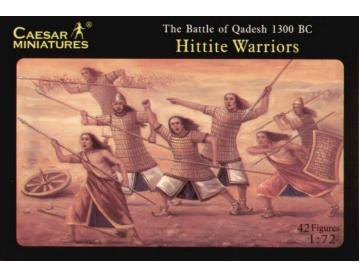 CAESAR
MINIATURES
®
The Battle of Qadesh 1300 BC
Hittite Warriors
42 Figures
1:72